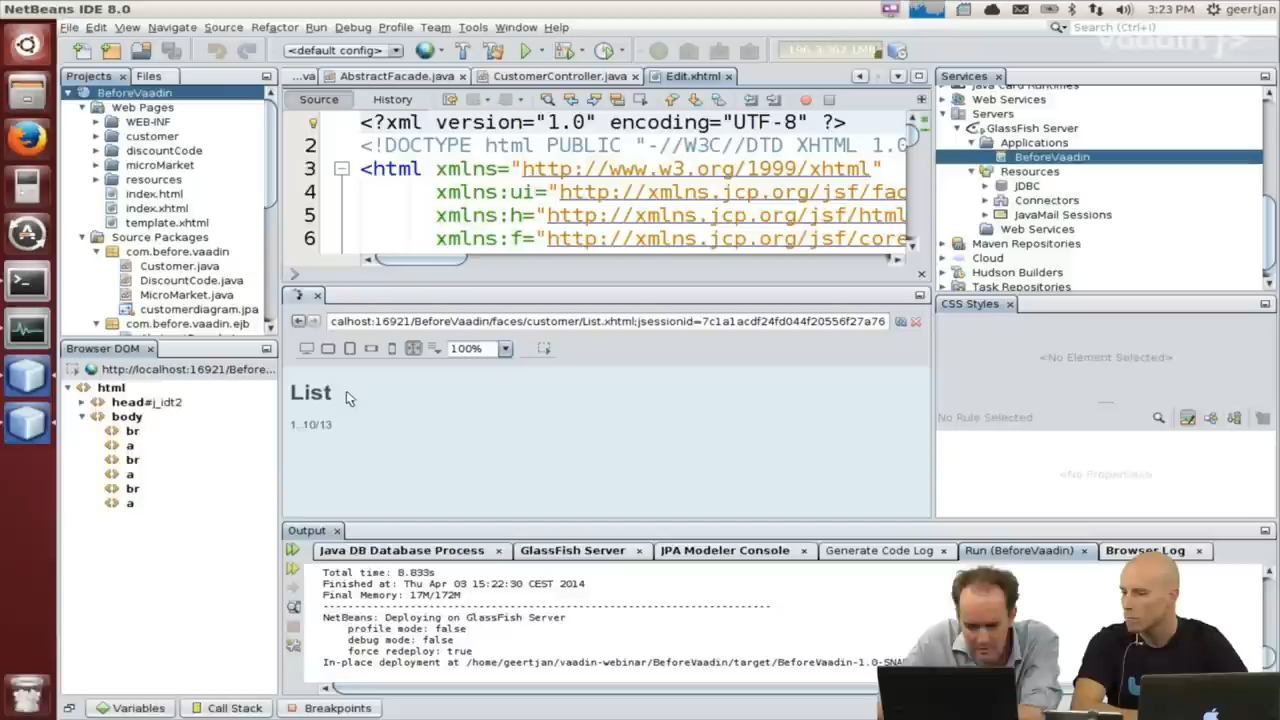 NetBeans IDE 8.0
3:23 PM
geertjan
File Edit View Navigate Source Refactor Run Debug Profile Team Tools Window Help
Search (Ctrl+I)
<default config>
vaadin }>
Projects
Files
...va
AbstractFacade.java
CustomerController.java
Edit.xhtml
Services
BeforeVaadin
Web Pages
WEB-INF
customer
discountCode
microMarket
resources
index.html
index.xhtml
template.xhtml
Source Packages
com.before.vaadin
Customer.java
DiscountCode.java
MicroMarket.java
customerdiagram.jpa
com.before.vaadin.ejb
Source
History
<?xml version="1.0" encoding="UTF-8" ?>
2 <!DOCTYPE html PUBLIC "-//W3C//DTD XHTML 1.0
3 <html xmlns="http://www.w3.org/1999/xhtml"
4 xmlns:ui="http://xmlns.jcp.org/jsf/fac
5 xmlns:h="http://xmlns.jcp.org/jsf/html
6 xmlns:f="http://xmlns.jcp.org/jsf/core
Java Card Runtimes
Web Services
Servers
GlassFish Server
Applications
BeforeVaadin
Resources
JDBC
Connectors
JavaMail Sessions
Web Services
Maven Repositories
Cloud
Hudson Builders
Task Repositories
CSS Styles
<No Element Selected>
No Rule Selected
<No Properties>
calhost:16921/BeforeVaadin/faces/customer/List.xhtml;jsessionid=7c1a1acdf24fd044f20556f27a76
100%
List
1..10/13
Browser DOM
http://localhost:16921/Before...
html
head#j_idt2
body
br
a
br
a
br
a
Output
Java DB Database Process
GlassFish Server
JPA Modeler Console
Generate Code Log
Run (BeforeVaadin)
Browser Log
Total time: 8.833s
Finished at: Thu Apr 03 15:22:30 CEST 2014
Final Memory: 17M/172M
------------------------------------------------------------------------
NetBeans: Deploying on GlassFish Server
profile mode: false
debug mode: false
force redeploy: true
In-place deployment at /home/geertjan/vaadin-webinar/BeforeVaadin/target/BeforeVaadin-1.0-SNA
Variables
Call Stack
Breakpoints